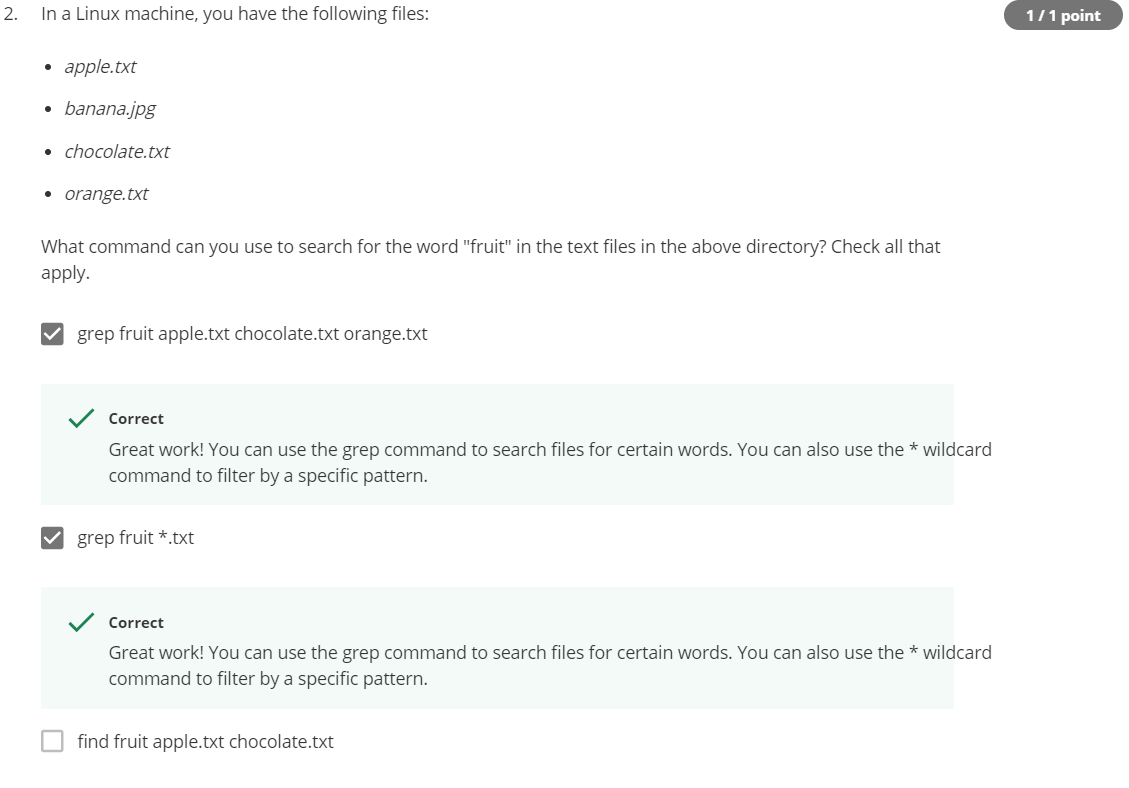 2. In a Linux machine, you have the following files:
1 / 1 point
• apple.txt
• banana.jpg
• chocolate.txt
• orange.txt
What command can you use to search for the word "fruit" in the text files in the above directory? Check all that
apply.
grep fruit apple.txt chocolate.txt orange.txt
Correct
Great work! You can use the grep command to search files for certain words. You can also use the * wildcard
command to filter by a specific pattern.
grep fruit *.txt
Correct
Great work! You can use the grep command to search files for certain words. You can also use the * wildcard
command to filter by a specific pattern.
find fruit apple.txt chocolate.txt